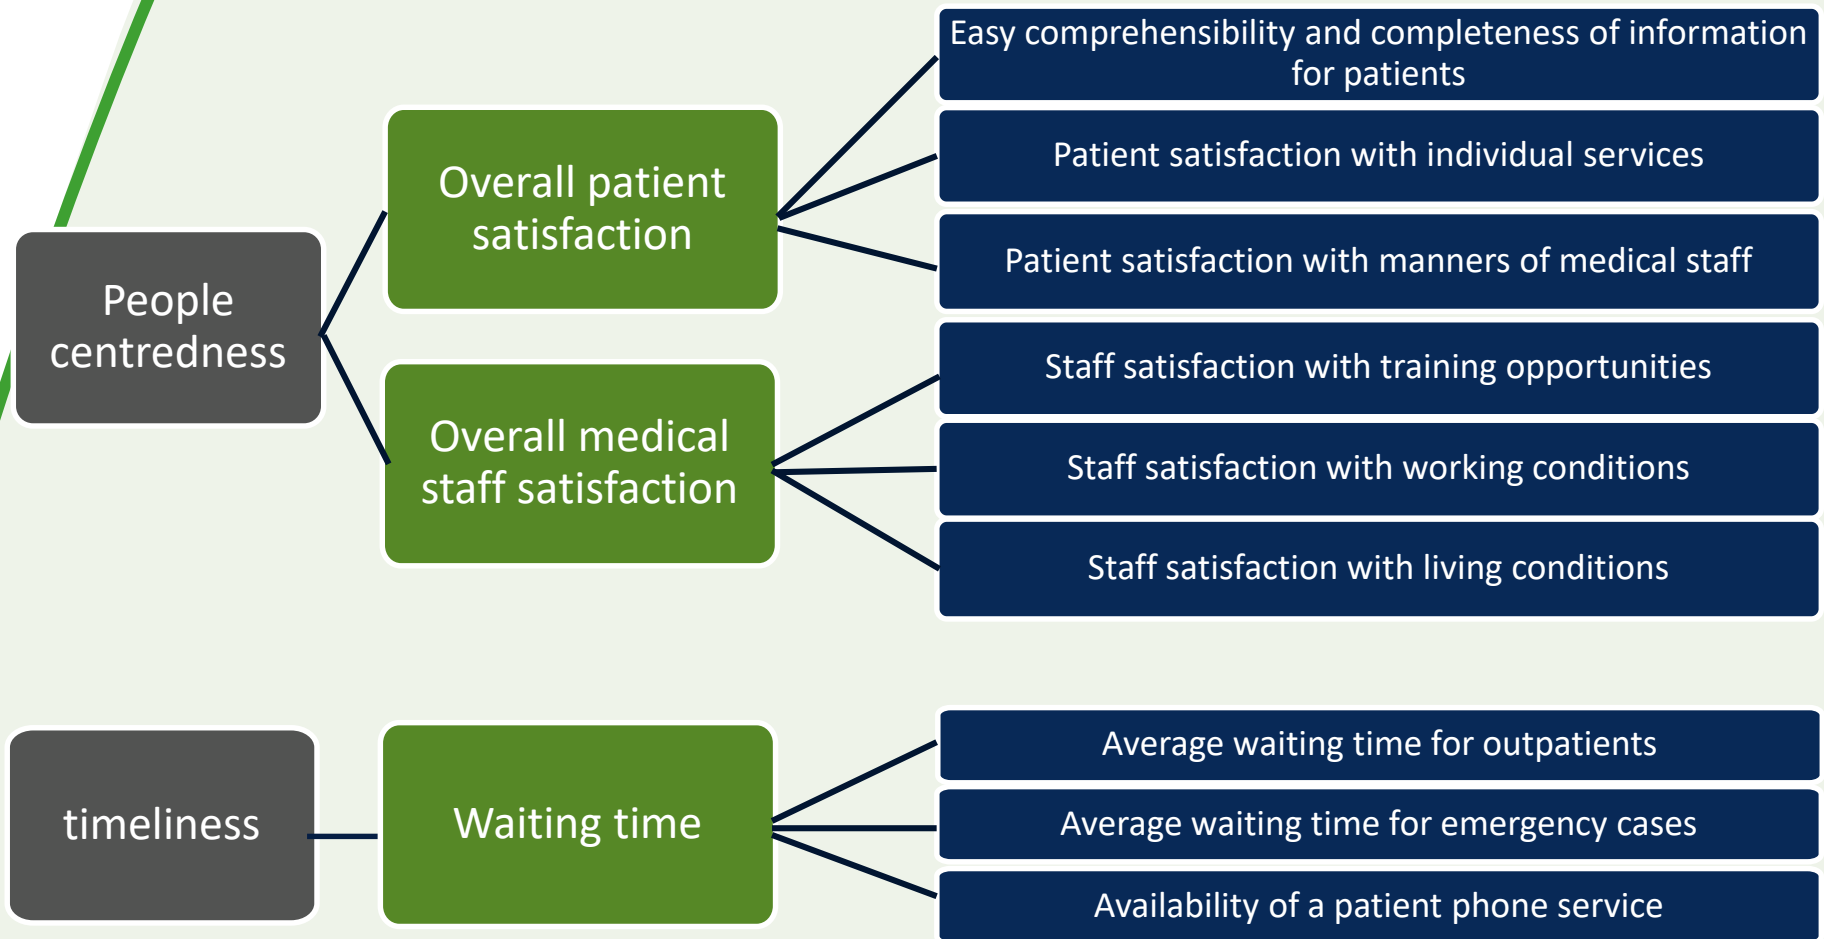 People
centredness
Overall patient
satisfaction
Easy comprehensibility and completeness of information
for patients
Patient satisfaction with individual services
Patient satisfaction with manners of medical staff
Overall medical
staff satisfaction
Staff satisfaction with training opportunities
Staff satisfaction with working conditions
Staff satisfaction with living conditions
timeliness
Waiting time
Average waiting time for outpatients
Average waiting time for emergency cases
Availability of a patient phone service